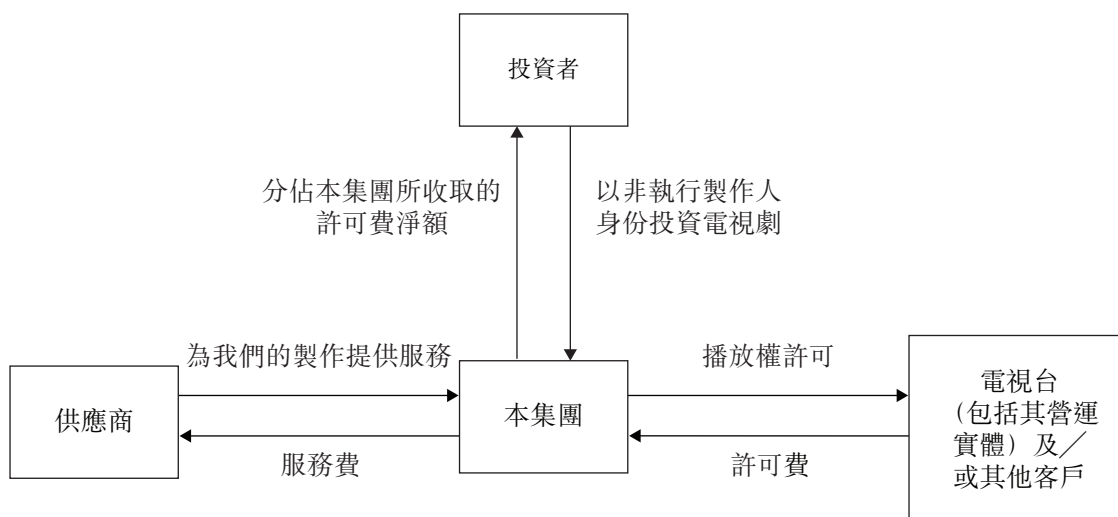 投資者
分佔本集團所收取的
許可費淨額
以非執行製作人
身份投資電視劇
為我們的製作提供服務
播放權許可
供應商
本集團
電視台
(包括其營運
實體) 及╱
或其他客戶
服務費
許可費